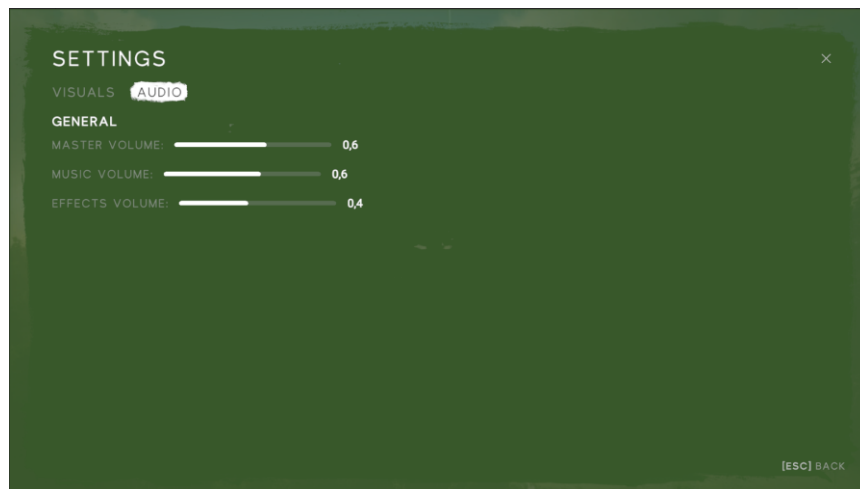 SETTINGS ×
VISUALS AUDIO
GENERAL
MASTER VOLUME: 0,6
MUSIC VOLUME: 0,6
EFFECTS VOLUME: 0,4
[ESC] BACK